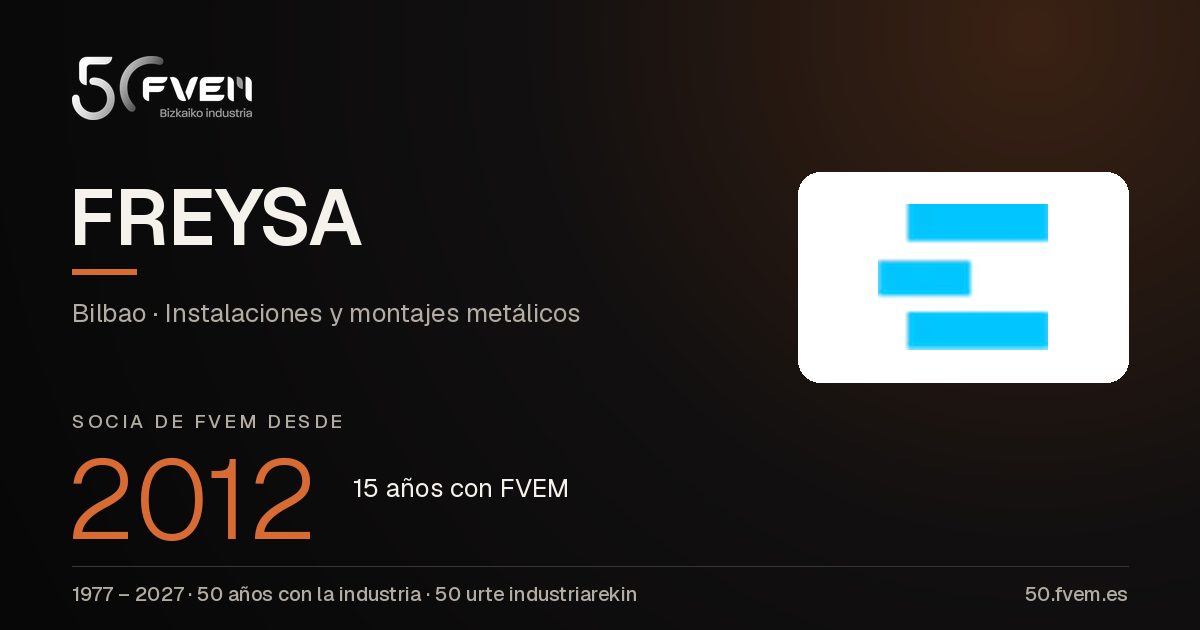 50 FVEM
Bizkaiko industria
FREYSA
Bilbao · Instalaciones y montajes metálicos
SOCIA DE FVEM DESDE
2012
15 años con FVEM
1977 – 2027 · 50 años con la industria · 50 urte industriarekin
50.fvem.es